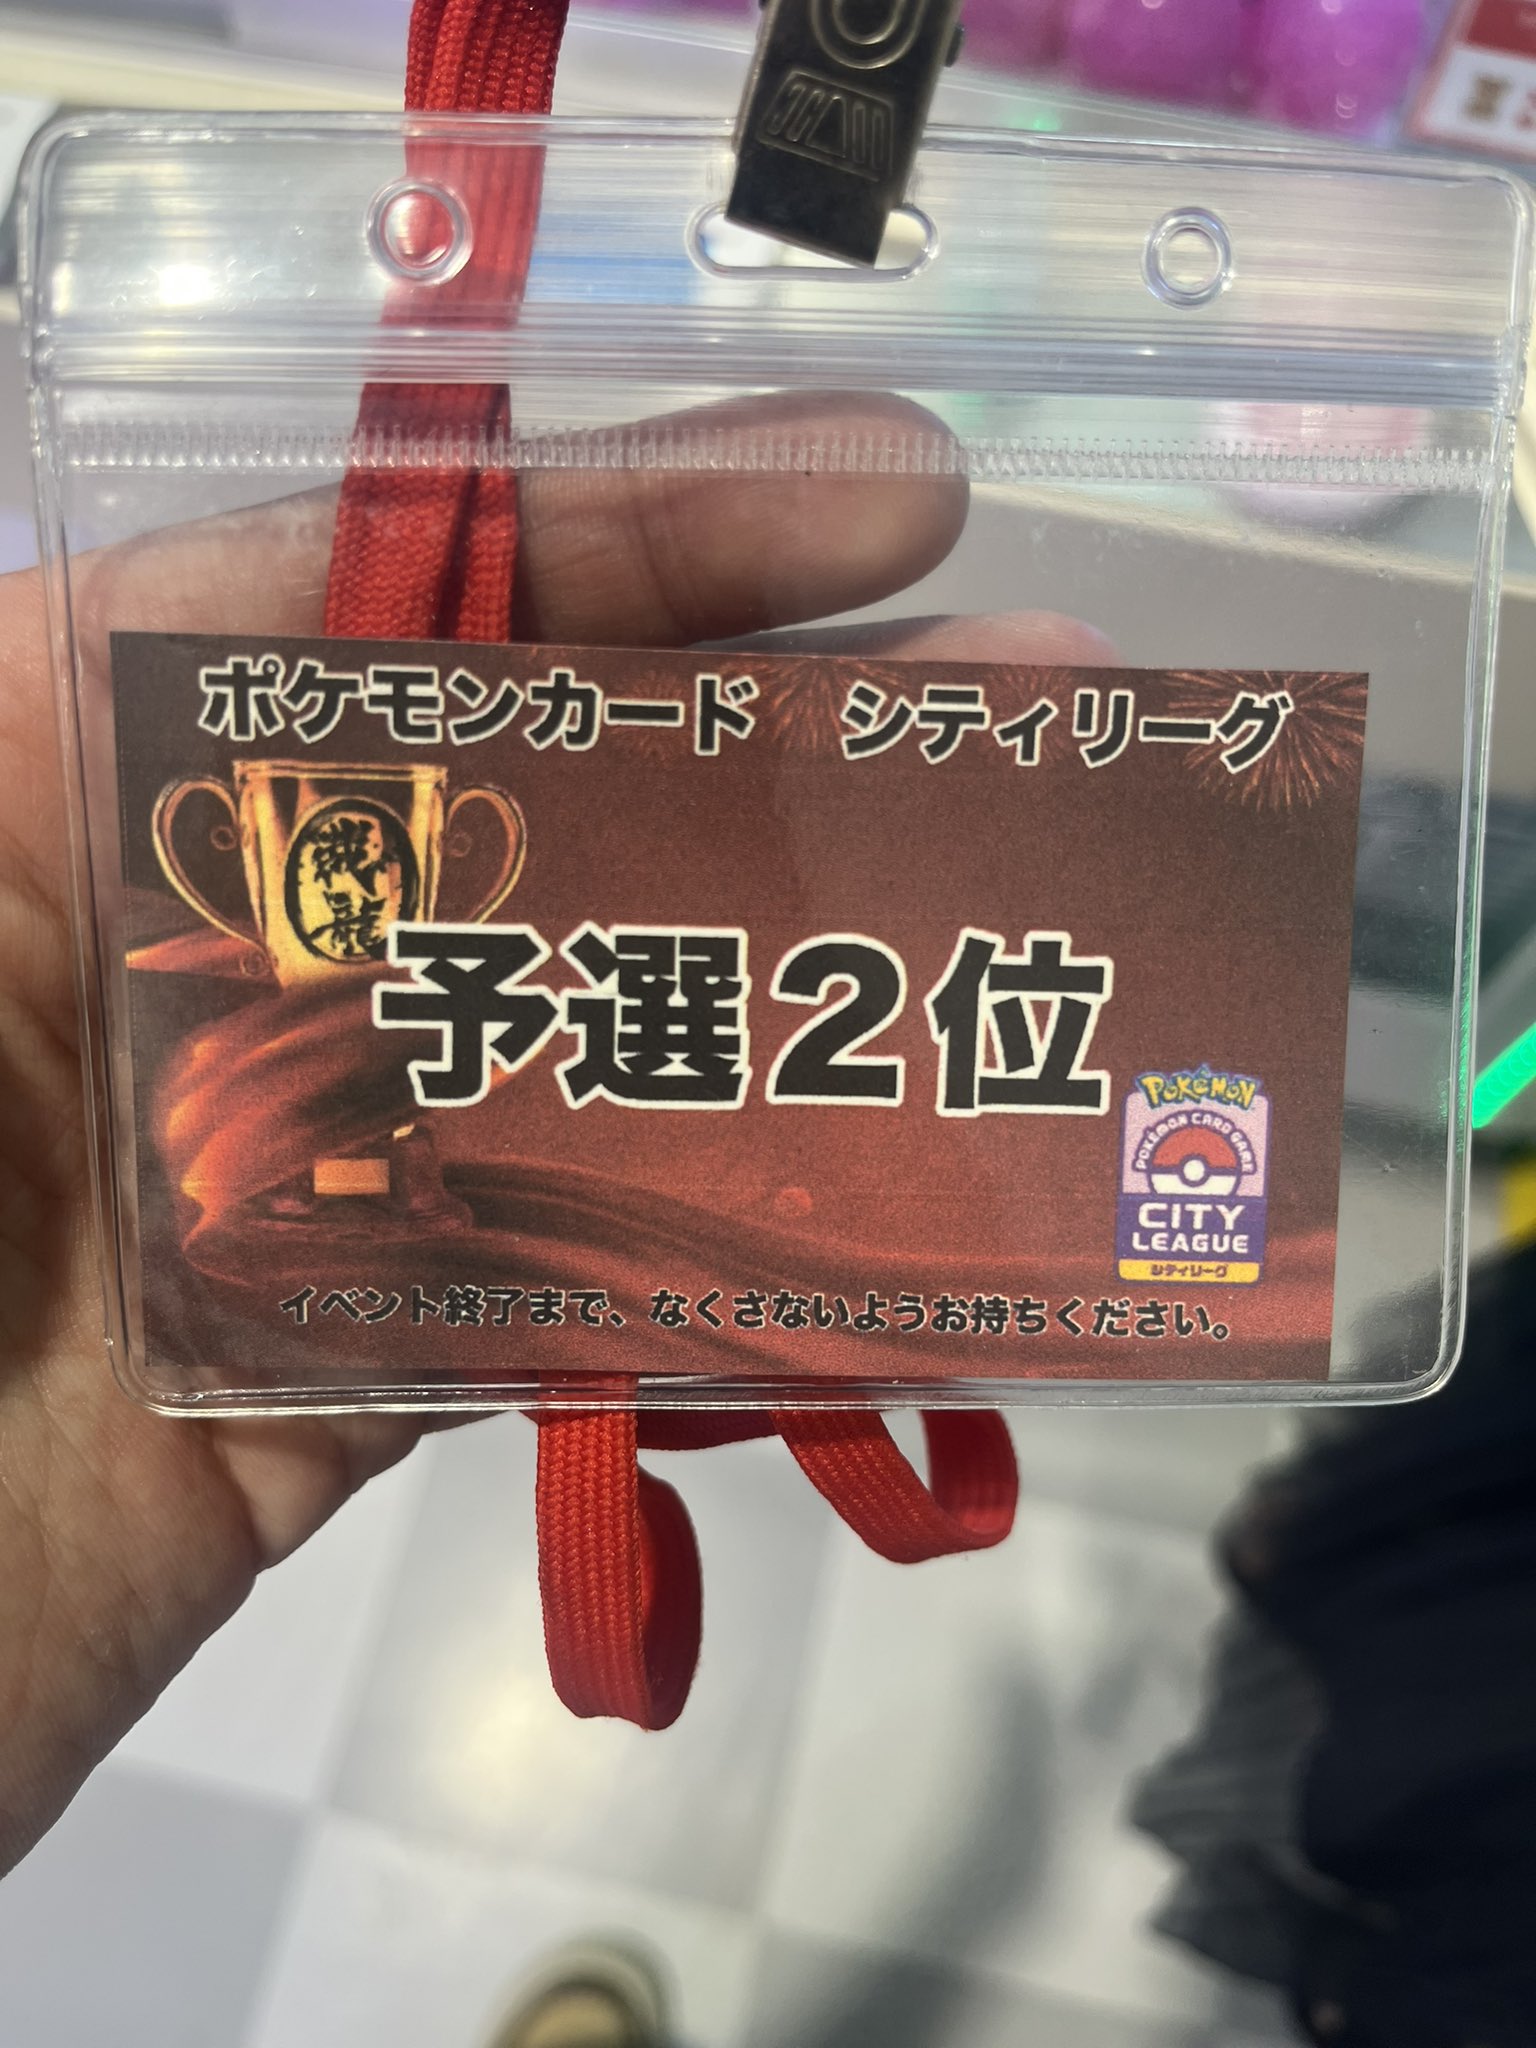 ポケモンカード　シティリーグ
戦
龍
予選２位
POKÉMON
POKÉMON CARD GAME
CITY
LEAGUE
シティリーグ
イベント終了まで、なくさないようお持ちください。